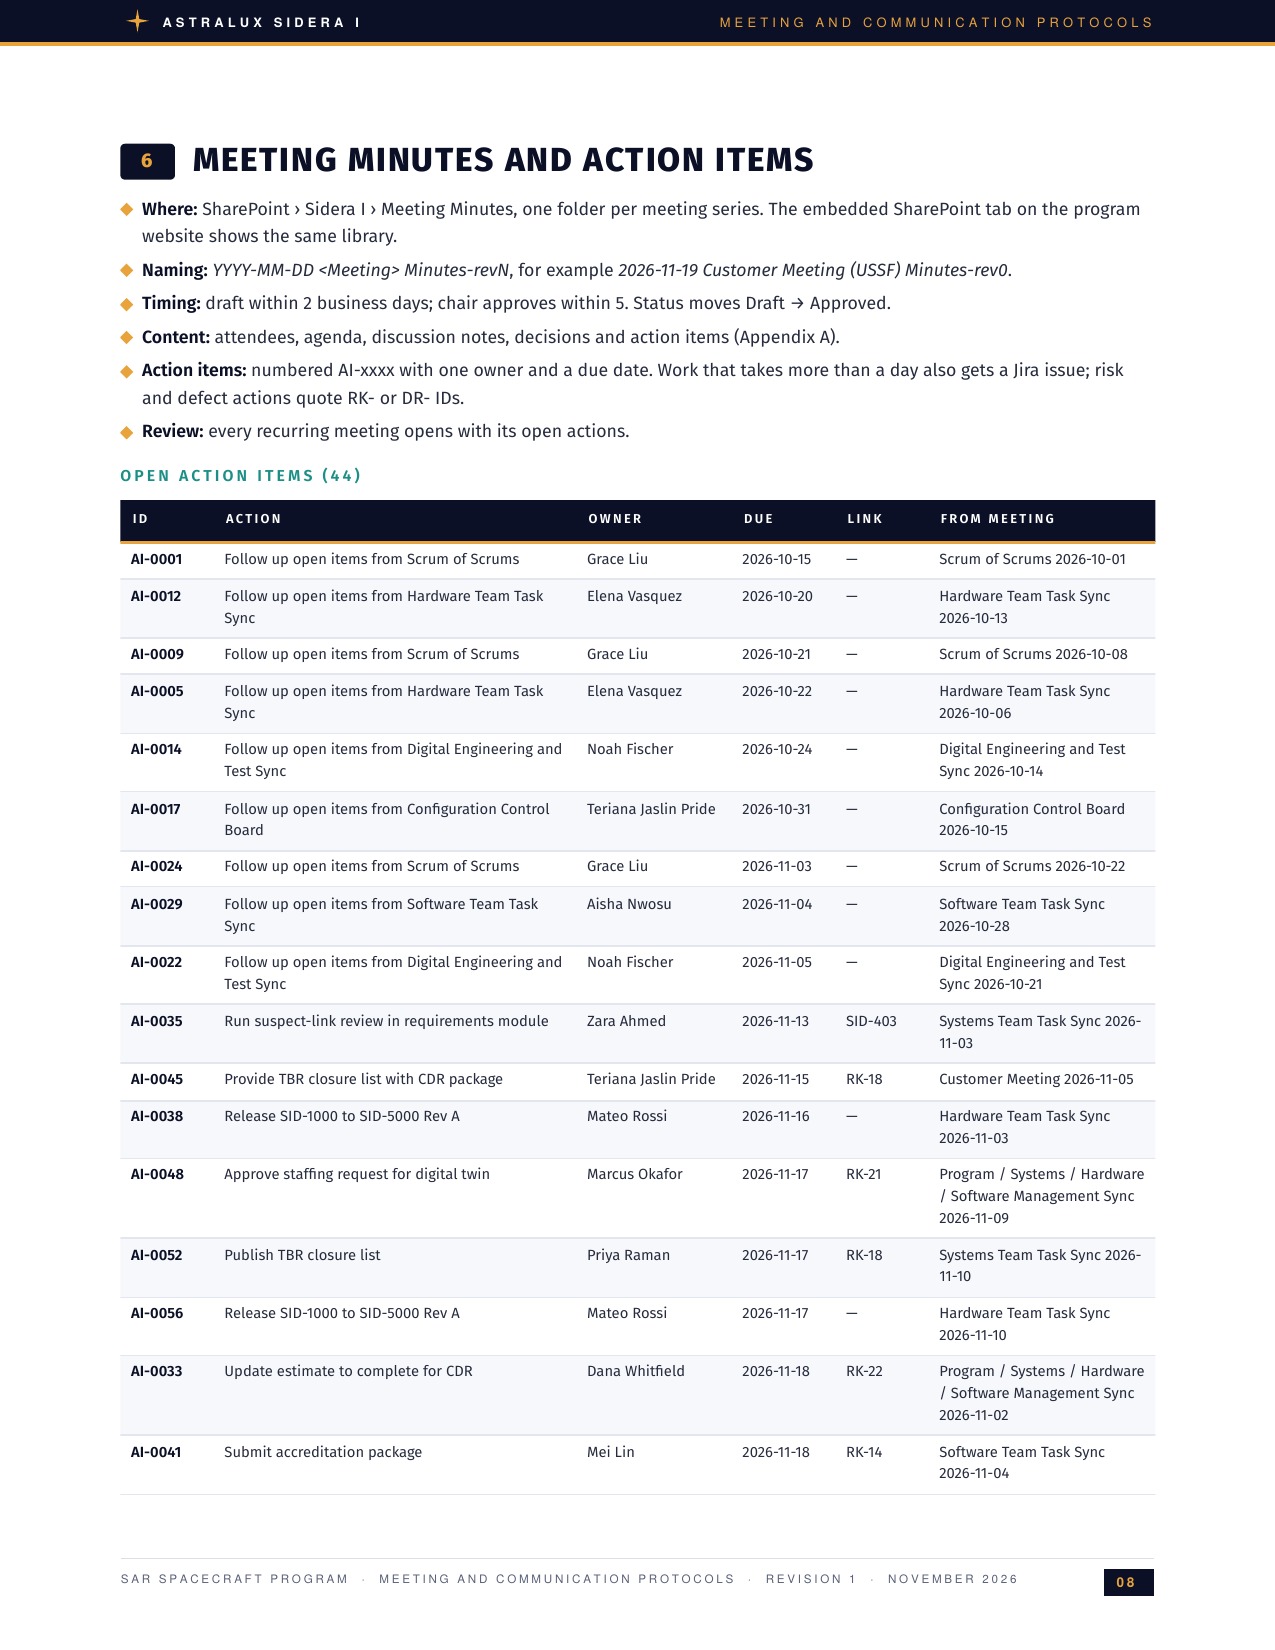 ASTRALUX SIDERA I
MEETING AND COMMUNICATION PROTOCOLS
6 MEETING MINUTES AND ACTION ITEMS
Where: SharePoint › Sidera I › Meeting Minutes, one folder per meeting series. The embedded SharePoint tab on the program
website shows the same library.
Naming: YYYY-MM-DD <Meeting> Minutes-revN, for example 2026-11-19 Customer Meeting (USSF) Minutes-rev0.
Timing: draft within 2 business days; chair approves within 5. Status moves Draft → Approved.
Content: attendees, agenda, discussion notes, decisions and action items (Appendix A).
Action items: numbered AI-xxxx with one owner and a due date. Work that takes more than a day also gets a Jira issue; risk
and defect actions quote RK- or DR- IDs.
Review: every recurring meeting opens with its open actions.
OPEN ACTION ITEMS (44)
ID ACTION OWNER DUE LINK FROM MEETING
AI-0001 Follow up open items from Scrum of Scrums Grace Liu 2026-10-15 — Scrum of Scrums 2026-10-01
AI-0012 Follow up open items from Hardware Team Task Elena Vasquez 2026-10-20 — Hardware Team Task Sync
Sync 2026-10-13
AI-0009 Follow up open items from Scrum of Scrums Grace Liu 2026-10-21 — Scrum of Scrums 2026-10-08
AI-0005 Follow up open items from Hardware Team Task Elena Vasquez 2026-10-22 — Hardware Team Task Sync
Sync 2026-10-06
AI-0014 Follow up open items from Digital Engineering and Noah Fischer 2026-10-24 — Digital Engineering and Test
Test Sync Sync 2026-10-14
AI-0017 Follow up open items from Configuration Control Teriana Jaslin Pride 2026-10-31 — Configuration Control Board
Board 2026-10-15
AI-0024 Follow up open items from Scrum of Scrums Grace Liu 2026-11-03 — Scrum of Scrums 2026-10-22
AI-0029 Follow up open items from Software Team Task Aisha Nwosu 2026-11-04 — Software Team Task Sync
Sync 2026-10-28
AI-0022 Follow up open items from Digital Engineering and Noah Fischer 2026-11-05 — Digital Engineering and Test
Test Sync Sync 2026-10-21
AI-0035 Run suspect-link review in requirements module Zara Ahmed 2026-11-13 SID-403 Systems Team Task Sync 2026-
11-03
AI-0045 Provide TBR closure list with CDR package Teriana Jaslin Pride 2026-11-15 RK-18 Customer Meeting 2026-11-05
AI-0038 Release SID-1000 to SID-5000 Rev A Mateo Rossi 2026-11-16 — Hardware Team Task Sync
2026-11-03
AI-0048 Approve staffing request for digital twin Marcus Okafor 2026-11-17 RK-21 Program / Systems / Hardware
/ Software Management Sync
2026-11-09
AI-0052 Publish TBR closure list Priya Raman 2026-11-17 RK-18 Systems Team Task Sync 2026-
11-10
AI-0056 Release SID-1000 to SID-5000 Rev A Mateo Rossi 2026-11-17 — Hardware Team Task Sync
2026-11-10
AI-0033 Update estimate to complete for CDR Dana Whitfield 2026-11-18 RK-22 Program / Systems / Hardware
/ Software Management Sync
2026-11-02
AI-0041 Submit accreditation package Mei Lin 2026-11-18 RK-14 Software Team Task Sync
2026-11-04
SAR SPACECRAFT PROGRAM · MEETING AND COMMUNICATION PROTOCOLS · REVISION 1 · NOVEMBER 2026 08